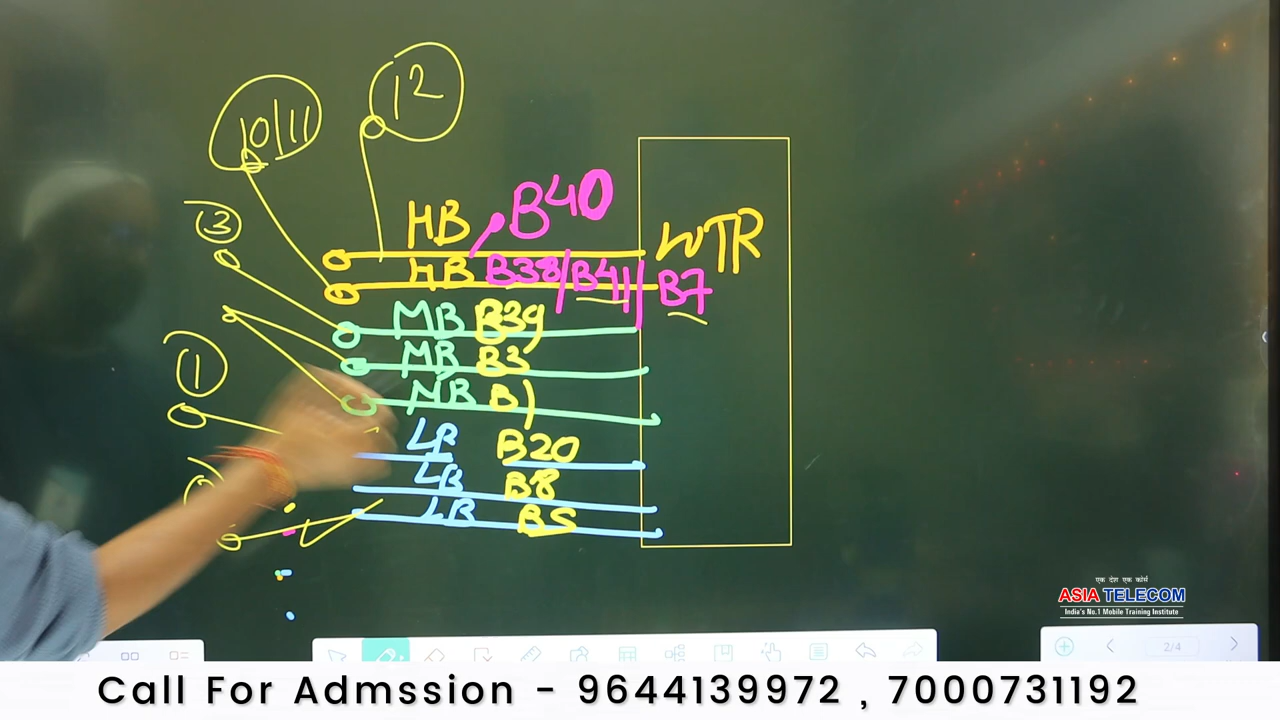 12
10/11
B40
HB
WTR
3
HB B38/B41/B7
MB B39
MB B3
1
MB B1
LB B20
LB B8
LB B5
एक देश एक कोर्स
ASIA TELECOM
India's No.1 Mobile Training Institute
2/4
Call For Admssion - 9644139972 , 7000731192